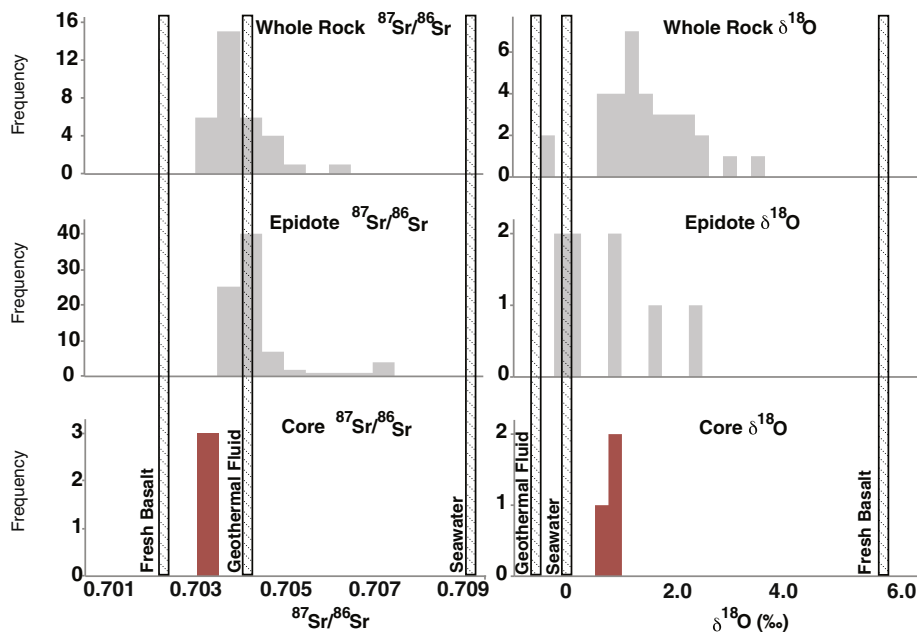 Whole Rock ⁸⁷Sr/⁸⁶Sr
Frequency
16
12
8
4
0
Whole Rock δ¹⁸O
6
4
2
0
Epidote ⁸⁷Sr/⁸⁶Sr
Frequency
40
30
20
10
0
Epidote δ¹⁸O
2
1
0
Core ⁸⁷Sr/⁸⁶Sr
Frequency
3
2
1
0
Fresh Basalt
Geothermal Fluid
Seawater
0.701 0.703 0.705 0.707 0.709
⁸⁷Sr/⁸⁶Sr
Core δ¹⁸O
2
1
0
Geothermal Fluid
Seawater
Fresh Basalt
0 2.0 4.0 6.0
δ¹⁸O (‰)